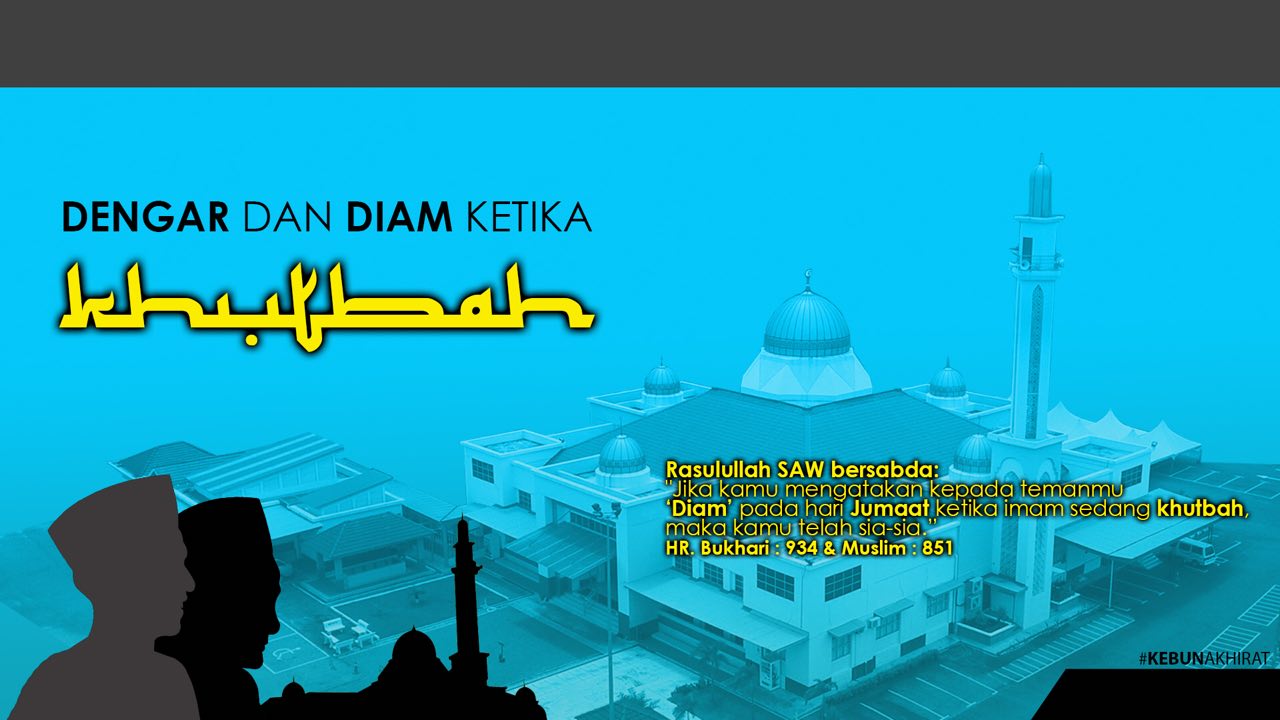 DENGAR DAN DIAM KETIKA
khutbah
Rasulullah SAW bersabda:
"Jika kamu mengatakan kepada temanmu
‘Diam’ pada hari Jumaat ketika imam sedang khutbah,
maka kamu telah sia-sia.”
HR. Bukhari : 934 & Muslim : 851
#KEBUNAKHIRAT